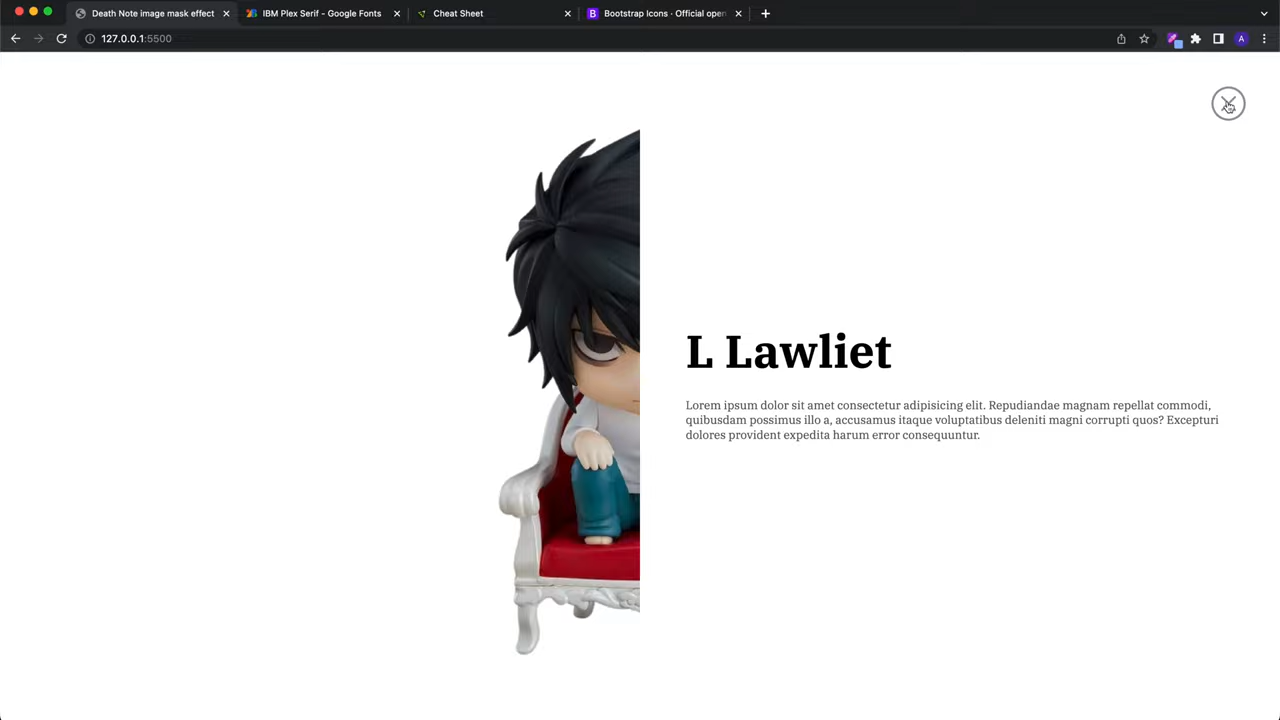 Death Note image mask effect
IBM Plex Serif - Google Fonts
Cheat Sheet
Bootstrap Icons · Official open
127.0.0.1:5500
A
L Lawliet
Lorem ipsum dolor sit amet consectetur adipisicing elit. Repudiandae magnam repellat commodi,
quibusdam possimus illo a, accusamus itaque voluptatibus deleniti magni corrupti quos? Excepturi
dolores provident expedita harum error consequuntur.